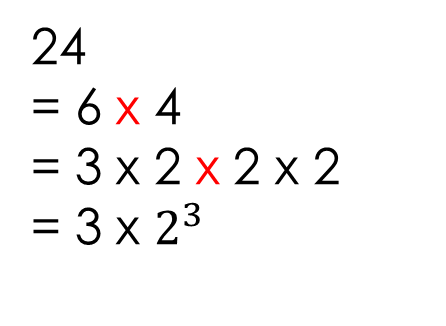 24
= 6 x 4
= 3 x 2 x 2 x 2
= 3 x 2³